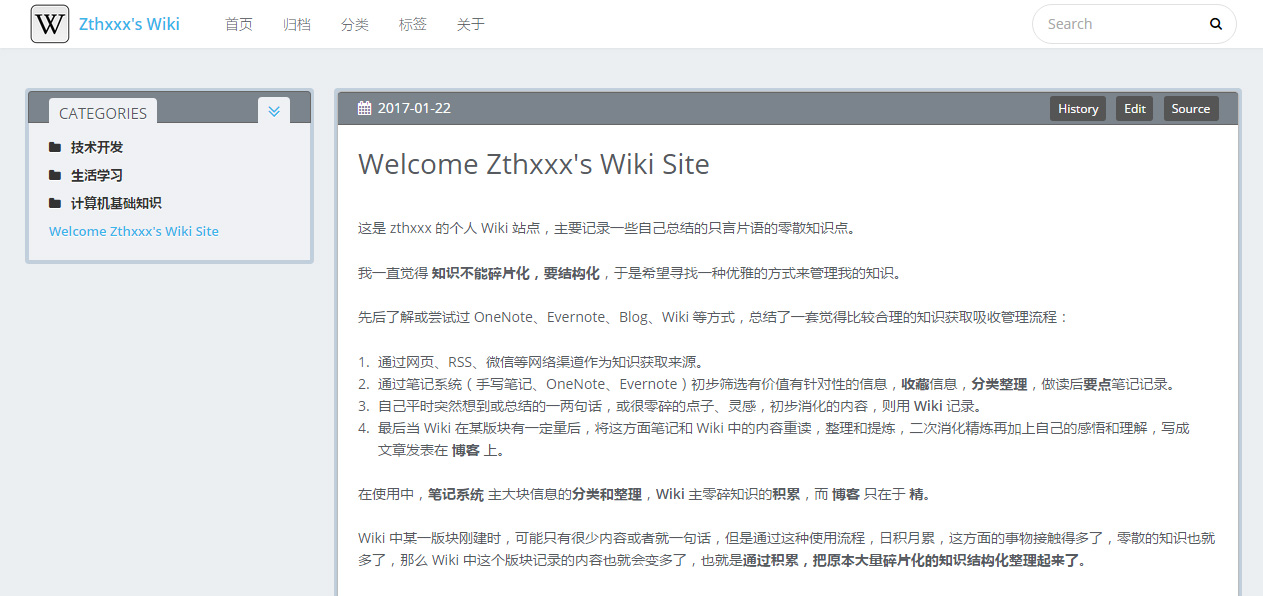 W Zthxxx's Wiki 首页 归档 分类 标签 关于 Search
CATEGORIES
技术开发
生活学习
计算机基础知识
Welcome Zthxxx's Wiki Site
2017-01-22 History Edit Source
Welcome Zthxxx's Wiki Site
这是 zthxxx 的个人 Wiki 站点，主要记录一些自己总结的只言片语的零散知识点。
我一直觉得 知识不能碎片化，要结构化，于是希望寻找一种优雅的方式来管理我的知识。
先后了解或尝试过 OneNote、Evernote、Blog、Wiki 等方式，总结了一套觉得比较合理的知识获取吸收管理流程：
1. 通过网页、RSS、微信等网络渠道作为知识获取来源。
2. 通过笔记系统（手写笔记、OneNote、Evernote）初步筛选有价值有针对性的信息，收藏信息，分类整理，做读后要点笔记记录。
3. 自己平时突然想到或总结的一两句话，或很零碎的点子、灵感，初步消化的内容，则用 Wiki 记录。
4. 最后当 Wiki 在某版块有一定量后，将这方面笔记和 Wiki 中的内容重读，整理和提炼，二次消化精炼再加上自己的感悟和理解，写成
文章发表在 博客 上。
在使用中，笔记系统 主大块信息的分类和整理，Wiki 主零碎知识的积累，而 博客 只在于 精。
Wiki 中某一版块刚建时，可能只有很少内容或者就一句话，但是通过这种使用流程，日积月累，这方面的事物接触得多了，零散的知识也就
多了，那么 Wiki 中这个版块记录的内容也就会变多了，也就是通过积累，把原本大量碎片化的知识结构化整理起来了。